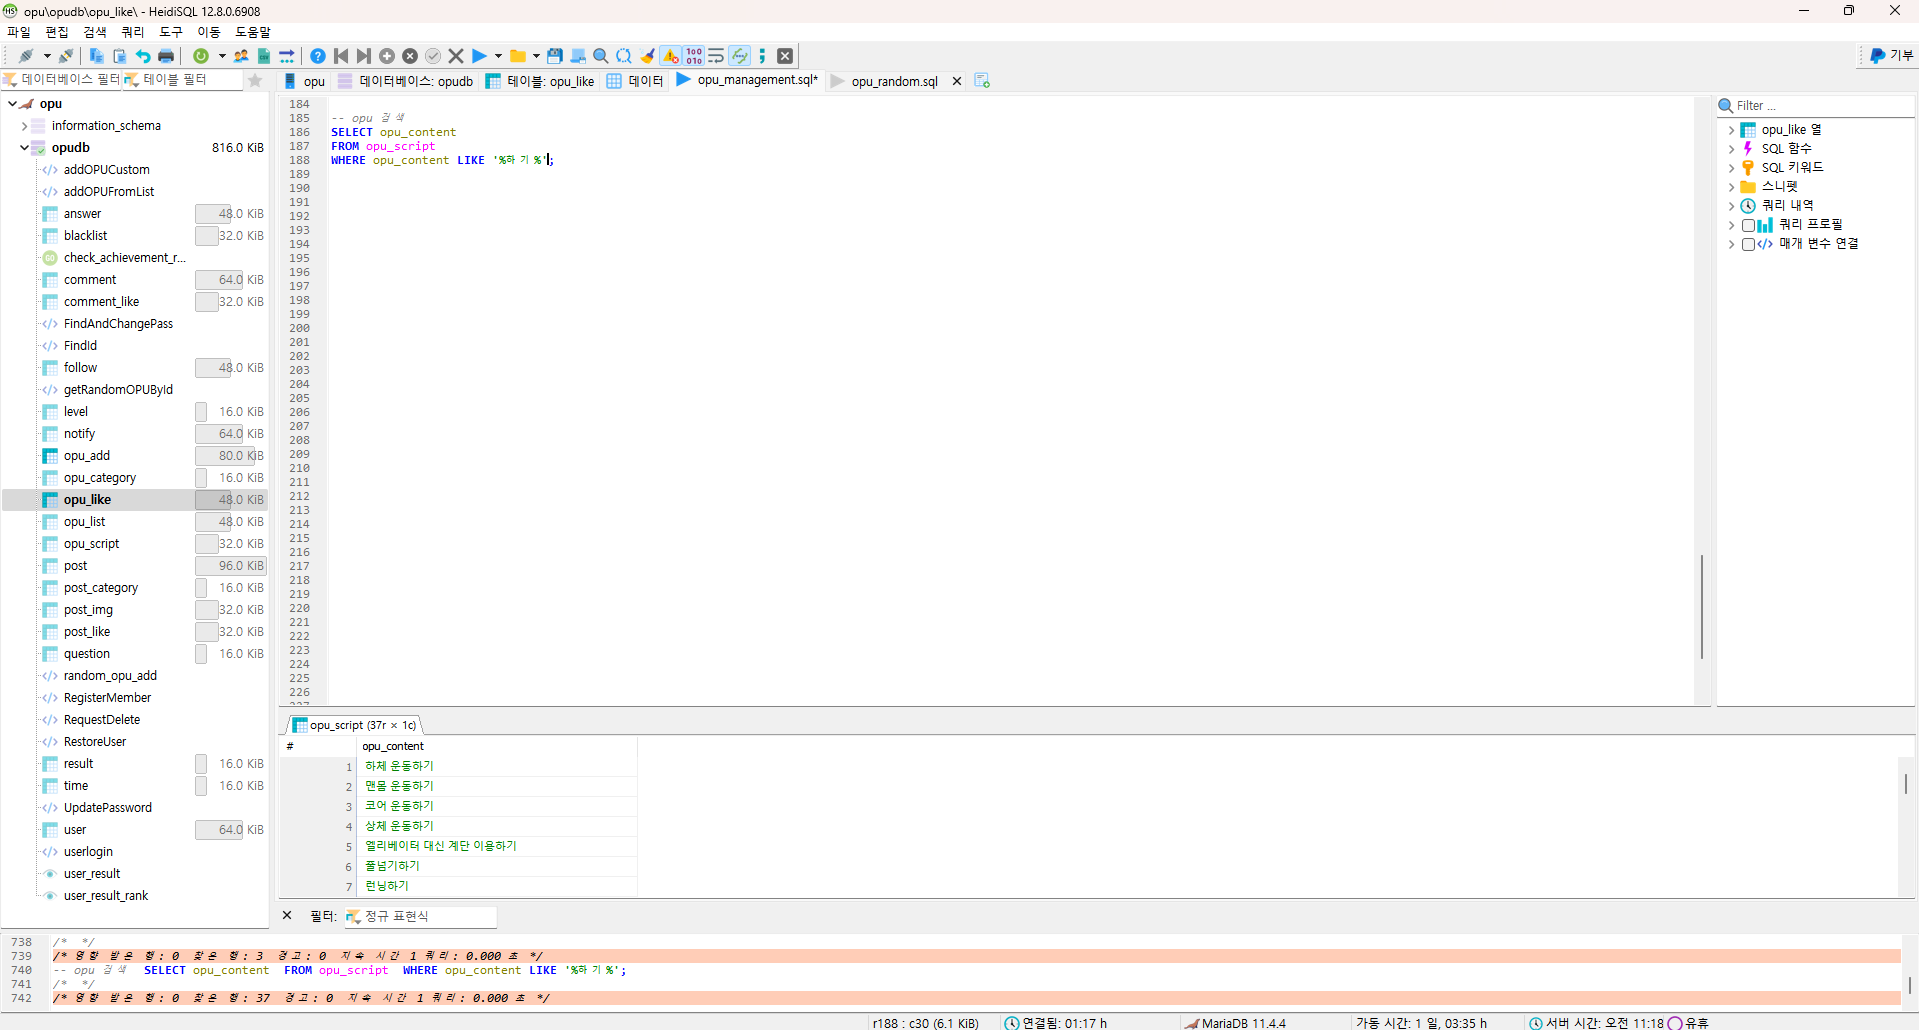 opu\opudb\opu_like\ - HeidiSQL 12.8.0.6908
파일 편집 검색 쿼리 도구 이동 도움말
기부
데이터베이스 필터 테이블 필터
opu 데이터베이스: opudb 테이블: opu_like 데이터 opu_management.sql* opu_random.sql
opu
information_schema
opudb 816.0 KiB
addOPUCustom
addOPUFromList
answer 48.0 KiB
blacklist 32.0 KiB
check_achievement_r...
comment 64.0 KiB
comment_like 32.0 KiB
FindAndChangePass
FindId
follow 48.0 KiB
getRandomOPUById
level 16.0 KiB
notify 64.0 KiB
opu_add 80.0 KiB
opu_category 16.0 KiB
opu_like 48.0 KiB
opu_list 48.0 KiB
opu_script 32.0 KiB
post 96.0 KiB
post_category 16.0 KiB
post_img 32.0 KiB
post_like 32.0 KiB
question 16.0 KiB
random_opu_add
RegisterMember
RequestDelete
RestoreUser
result 16.0 KiB
time 16.0 KiB
UpdatePassword
user 64.0 KiB
userlogin
user_result
user_result_rank
184
185 -- opu 검색
186 SELECT opu_content
187 FROM opu_script
188 WHERE opu_content LIKE '%하기%';
189
190
191
192
193
194
195
196
197
198
199
200
201
202
203
204
205
206
207
208
209
210
211
212
213
214
215
216
217
218
219
220
221
222
223
224
225
226
227
Filter ...
opu_like 열
SQL 함수
SQL 키워드
스니펫
쿼리 내역
쿼리 프로필
매개 변수 연결
opu_script (37r × 1c)
# opu_content
1 하체 운동하기
2 맨몸 운동하기
3 코어 운동하기
4 상체 운동하기
5 엘리베이터 대신 계단 이용하기
6 줄넘기하기
7 런닝하기
필터: 정규 표현식
738 /* */
739 /* 영향 받은 행: 0 찾은 행: 3 경고: 0 지속 시간 1 쿼리: 0.000 초 */
740 -- opu 검색 SELECT opu_content FROM opu_script WHERE opu_content LIKE '%하기%';
741 /* */
742 /* 영향 받은 행: 0 찾은 행: 37 경고: 0 지속 시간 1 쿼리: 0.000 초 */
r188 : c30 (6.1 KiB) 연결됨: 01:17 h MariaDB 11.4.4 가동 시간: 1 일, 03:35 h 서버 시간: 오전 11:18 유휴